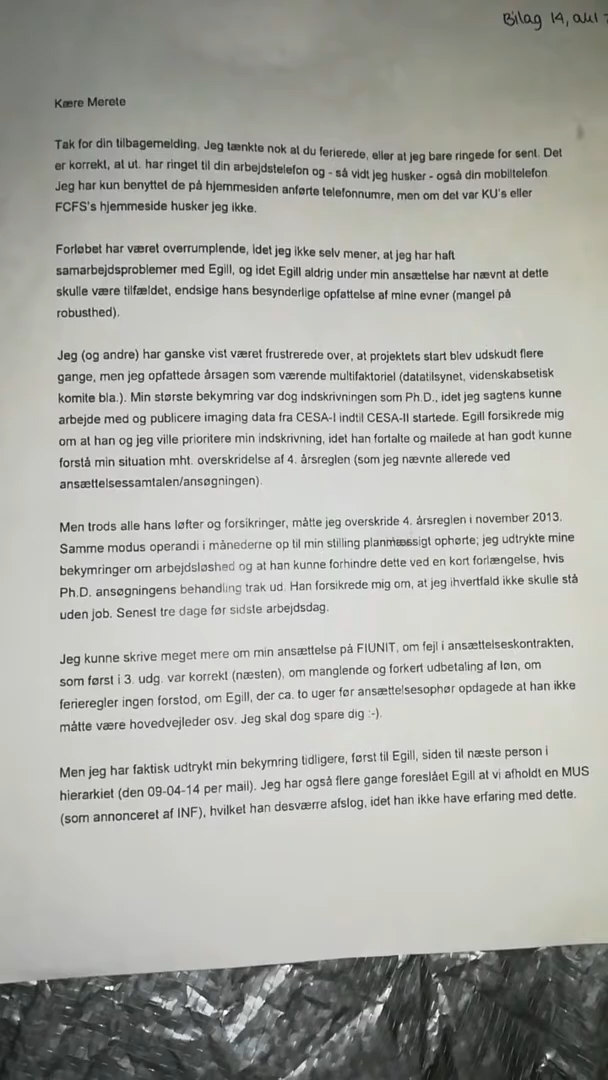 Bilag 14, akt
Kære Merete
Tak for din tilbagemelding. Jeg tænkte nok at du ferierede, eller at jeg bare ringede for sent. Det
er korrekt, at ut. har ringet til din arbejdstelefon og - så vidt jeg husker - også din mobiltelefon.
Jeg har kun benyttet de på hjemmesiden anførte telefonnumre, men om det var KU's eller
FCFS's hjemmeside husker jeg ikke.
Forløbet har været overrumplende, idet jeg ikke selv mener, at jeg har haft
samarbejdsproblemer med Egill, og idet Egill aldrig under min ansættelse har nævnt at dette
skulle være tilfældet, endsige hans besynderlige opfattelse af mine evner (mangel på
robusthed).
Jeg (og andre) har ganske vist været frustrerede over, at projektets start blev udskudt flere
gange, men jeg opfattede årsagen som værende multifaktoriel (datatilsynet, videnskabsetisk
komite bla.). Min største bekymring var dog indskrivningen som Ph.D., idet jeg sagtens kunne
arbejde med og publicere imaging data fra CESA-I indtil CESA-II startede. Egill forsikrede mig
om at han og jeg ville prioritere min indskrivning, idet han fortalte og mailede at han godt kunne
forstå min situation mht. overskridelse af 4. årsreglen (som jeg nævnte allerede ved
ansættelsessamtalen/ansøgningen).
Men trods alle hans løfter og forsikringer, måtte jeg overskride 4. årsreglen i november 2013.
Samme modus operandi i månederne op til min stilling planmæssigt ophørte; jeg udtrykte mine
bekymringer om arbejdsløshed og at han kunne forhindre dette ved en kort forlængelse, hvis
Ph.D. ansøgningens behandling trak ud. Han forsikrede mig om, at jeg ihvertfald ikke skulle stå
uden job. Senest tre dage før sidste arbejdsdag.
Jeg kunne skrive meget mere om min ansættelse på FIUNIT, om fejl i ansættelseskontrakten,
som først i 3. udg. var korrekt (næsten), om manglende og forkert udbetaling af løn, om
ferieregler ingen forstod, om Egill, der ca. to uger før ansættelsesophør opdagede at han ikke
måtte være hovedvejleder osv. Jeg skal dog spare dig :-).
Men jeg har faktisk udtrykt min bekymring tidligere, først til Egill, siden til næste person i
hierarkiet (den 09-04-14 per mail). Jeg har også flere gange foreslået Egill at vi afholdt en MUS
(som annonceret af INF), hvilket han desværre afslog, idet han ikke have erfaring med dette.